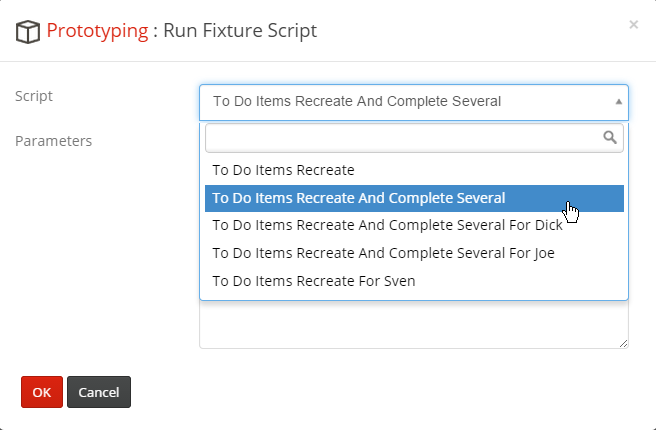 Prototyping : Run Fixture Script
×
Script
To Do Items Recreate And Complete Several
Parameters
To Do Items Recreate
To Do Items Recreate And Complete Several
To Do Items Recreate And Complete Several For Dick
To Do Items Recreate And Complete Several For Joe
To Do Items Recreate For Sven
OK
Cancel